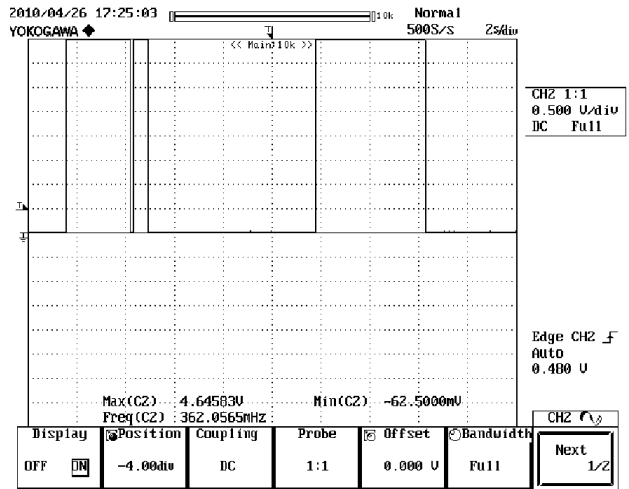 2010/04/26 17:25:03 10k Normal
YOKOGAWA 500S/s 2s/div
<< Main:10k >>
CH2 1:1
0.500 V/div
DC Full
Edge CH2
Auto
0.480 V
Max(C2) 4.64583V Min(C2) -62.5000mV
Freq(C2) 362.0565mHz
CH2
Display Position Coupling Probe Offset Bandwidth
Next
OFF ON -4.00div DC 1:1 0.000 V Full 1/2